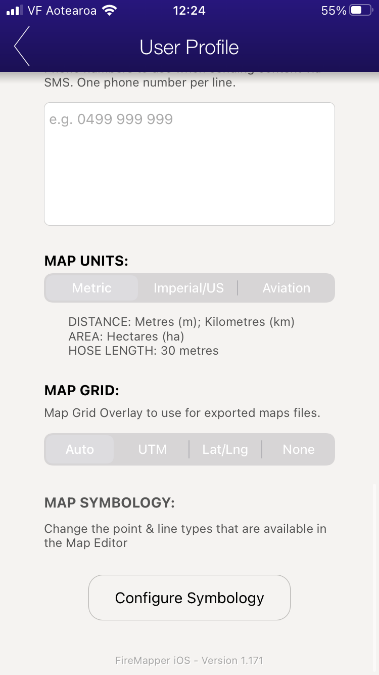 VF Aotearoa 12:24 55%
User Profile
SMS. One phone number per line.
e.g. 0499 999 999
MAP UNITS:
Metric Imperial/US Aviation
DISTANCE: Metres (m); Kilometres (km)
AREA: Hectares (ha)
HOSE LENGTH: 30 metres
MAP GRID:
Map Grid Overlay to use for exported maps files.
Auto UTM Lat/Lng None
MAP SYMBOLOGY:
Change the point & line types that are available in
the Map Editor
Configure Symbology
FireMapper iOS - Version 1.171